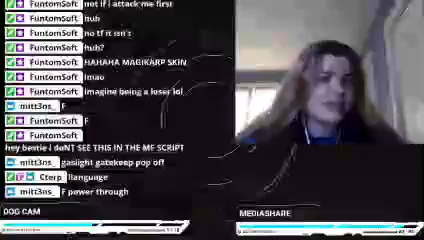 FuntomSoft not if I attack me first
FuntomSoft huh
FuntomSoft no tf it isn't
FuntomSoft huh?
FuntomSoft HAHAHA MAGIKARP SKIN
FuntomSoft lmao
FuntomSoft imagine being a loser lol
mitt3ns_ F
FuntomSoft F
FuntomSoft
hey bestie I doNT SEE THIS IN THE MF SCRIPT
mitt3ns_ gaslight gatekeep pop off
Cterp !language
mitt3ns_ F power through
DOG CAM
MEDIASHARE